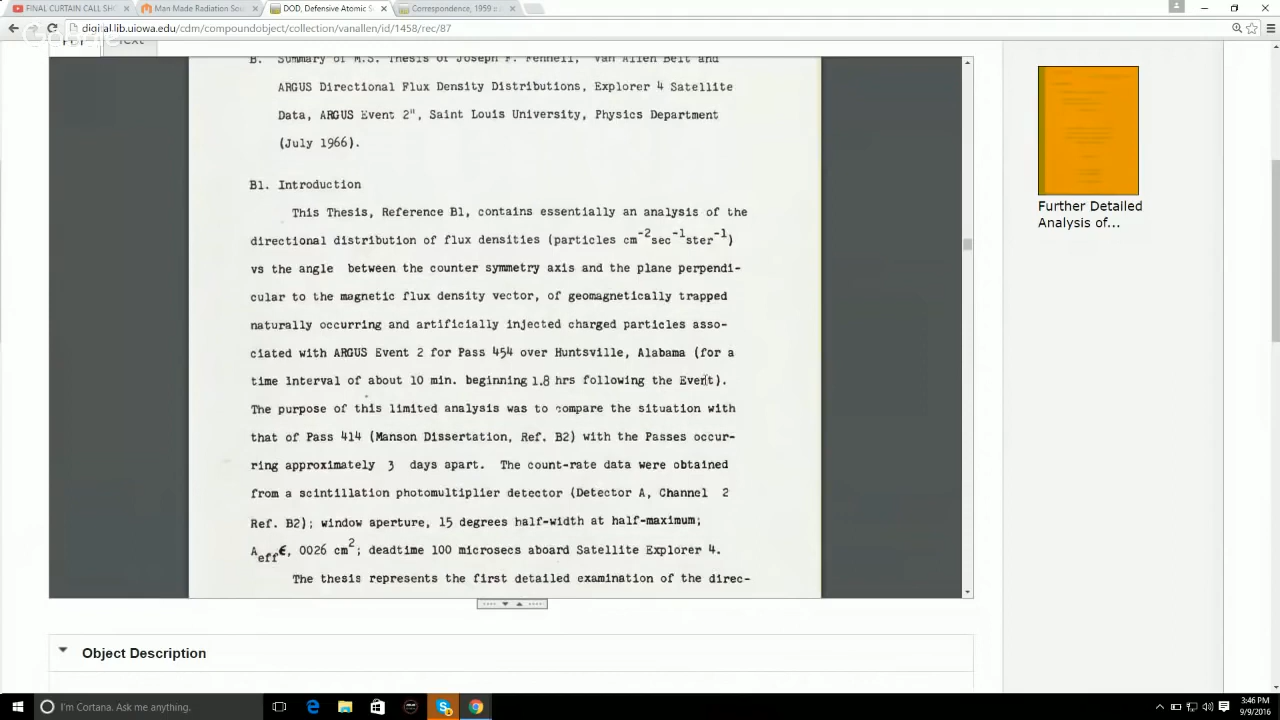 FINAL CURTAIN CALL SH
Man Made Radiation So
DOD, Defensive Atomic S
Correspondence, 1959 c
digital.lib.uiowa.edu/cdm/compoundobject/collection/vanallen/id/1458/rec/87
B. Summary of M.S. Thesis of Joseph F. Fennell, "Van Allen Belt and
ARGUS Directional Flux Density Distributions, Explorer 4 Satellite
Data, ARGUS Event 2", Saint Louis University, Physics Department
(July 1966).
B1. Introduction
This Thesis, Reference B1, contains essentially an analysis of the
directional distribution of flux densities (particles cm⁻²sec⁻¹ster⁻¹)
vs the angle between the counter symmetry axis and the plane perpendi-
cular to the magnetic flux density vector, of geomagnetically trapped
naturally occurring and artificially injected charged particles asso-
ciated with ARGUS Event 2 for Pass 454 over Huntsville, Alabama (for a
time interval of about 10 min. beginning 1.8 hrs following the Event).
The purpose of this limited analysis was to compare the situation with
that of Pass 414 (Manson Dissertation, Ref. B2) with the Passes occur-
ring approximately 3 days apart. The count-rate data were obtained
from a scintillation photomultiplier detector (Detector A, Channel 2
Ref. B2); window aperture, 15 degrees half-width at half-maximum;
A eff ε, 0026 cm²; deadtime 100 microsecs aboard Satellite Explorer 4.
The thesis represents the first detailed examination of the direc-
Further Detailed
Analysis of...
Object Description
I'm Cortana. Ask me anything.
3:46 PM
9/9/2016